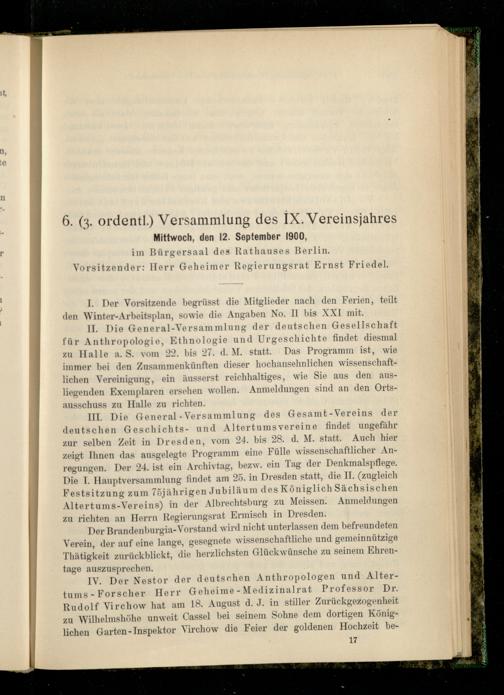 6. (3. ordentl.) Versammlung des IX. Vereinsjahres
Mittwoch, den 12. September 1900,
im Bürgersaal des Rathauses Berlin.
Vorsitzender: Herr Geheimer Regierungsrat Ernst Friedel.
I. Der Vorsitzende begrüsst die Mitglieder nach den Ferien, teilt
den Winter-Arbeitsplan, sowie die Angaben No. II bis XXI mit.
II. Die General-Versammlung der deutschen Gesellschaft
für Anthropologie, Ethnologie und Urgeschichte findet diesmal
zu Halle a. S. vom 22. bis 27. d. M. statt. Das Programm ist, wie
immer bei den Zusammenkünften dieser hochansehnlichen wissenschaft-
lichen Vereinigung, ein äusserst reichhaltiges, wie Sie aus den aus-
liegenden Exemplaren ersehen wollen. Anmeldungen sind an den Orts-
ausschuss zu Halle zu richten.
III. Die General-Versammlung des Gesamt-Vereins der
deutschen Geschichts- und Altertumsvereine findet ungefähr
zur selben Zeit in Dresden, vom 24. bis 28. d. M. statt. Auch hier
zeigt Ihnen das ausgelegte Programm eine Fülle wissenschaftlicher An-
regungen. Der 24. ist ein Archivtag, bezw. ein Tag der Denkmalspflege.
Die I. Hauptversammlung findet am 25. in Dresden statt, die II. (zugleich
Festsitzung zum 75jährigen Jubiläum des Königlich Sächsischen
Altertums-Vereins) in der Albrechtsburg zu Meissen. Anmeldungen
zu richten an Herrn Regierungsrat Ermisch in Dresden.
Der Brandenburgia-Vorstand wird nicht unterlassen dem befreundeten
Verein, der auf eine lange, gesegnete wissenschaftliche und gemeinnützige
Thätigkeit zurückblickt, die herzlichsten Glückwünsche zu seinem Ehren-
tage auszusprechen.
IV. Der Nestor der deutschen Anthropologen und Alter-
tums-Forscher Herr Geheime-Medizinalrat Professor Dr.
Rudolf Virchow hat am 18. August d. J. in stiller Zurückgezogenheit
zu Wilhelmshöhe unweit Cassel bei seinem Sohne dem dortigen König-
lichen Garten-Inspektor Virchow die Feier der goldenen Hochzeit be-
17